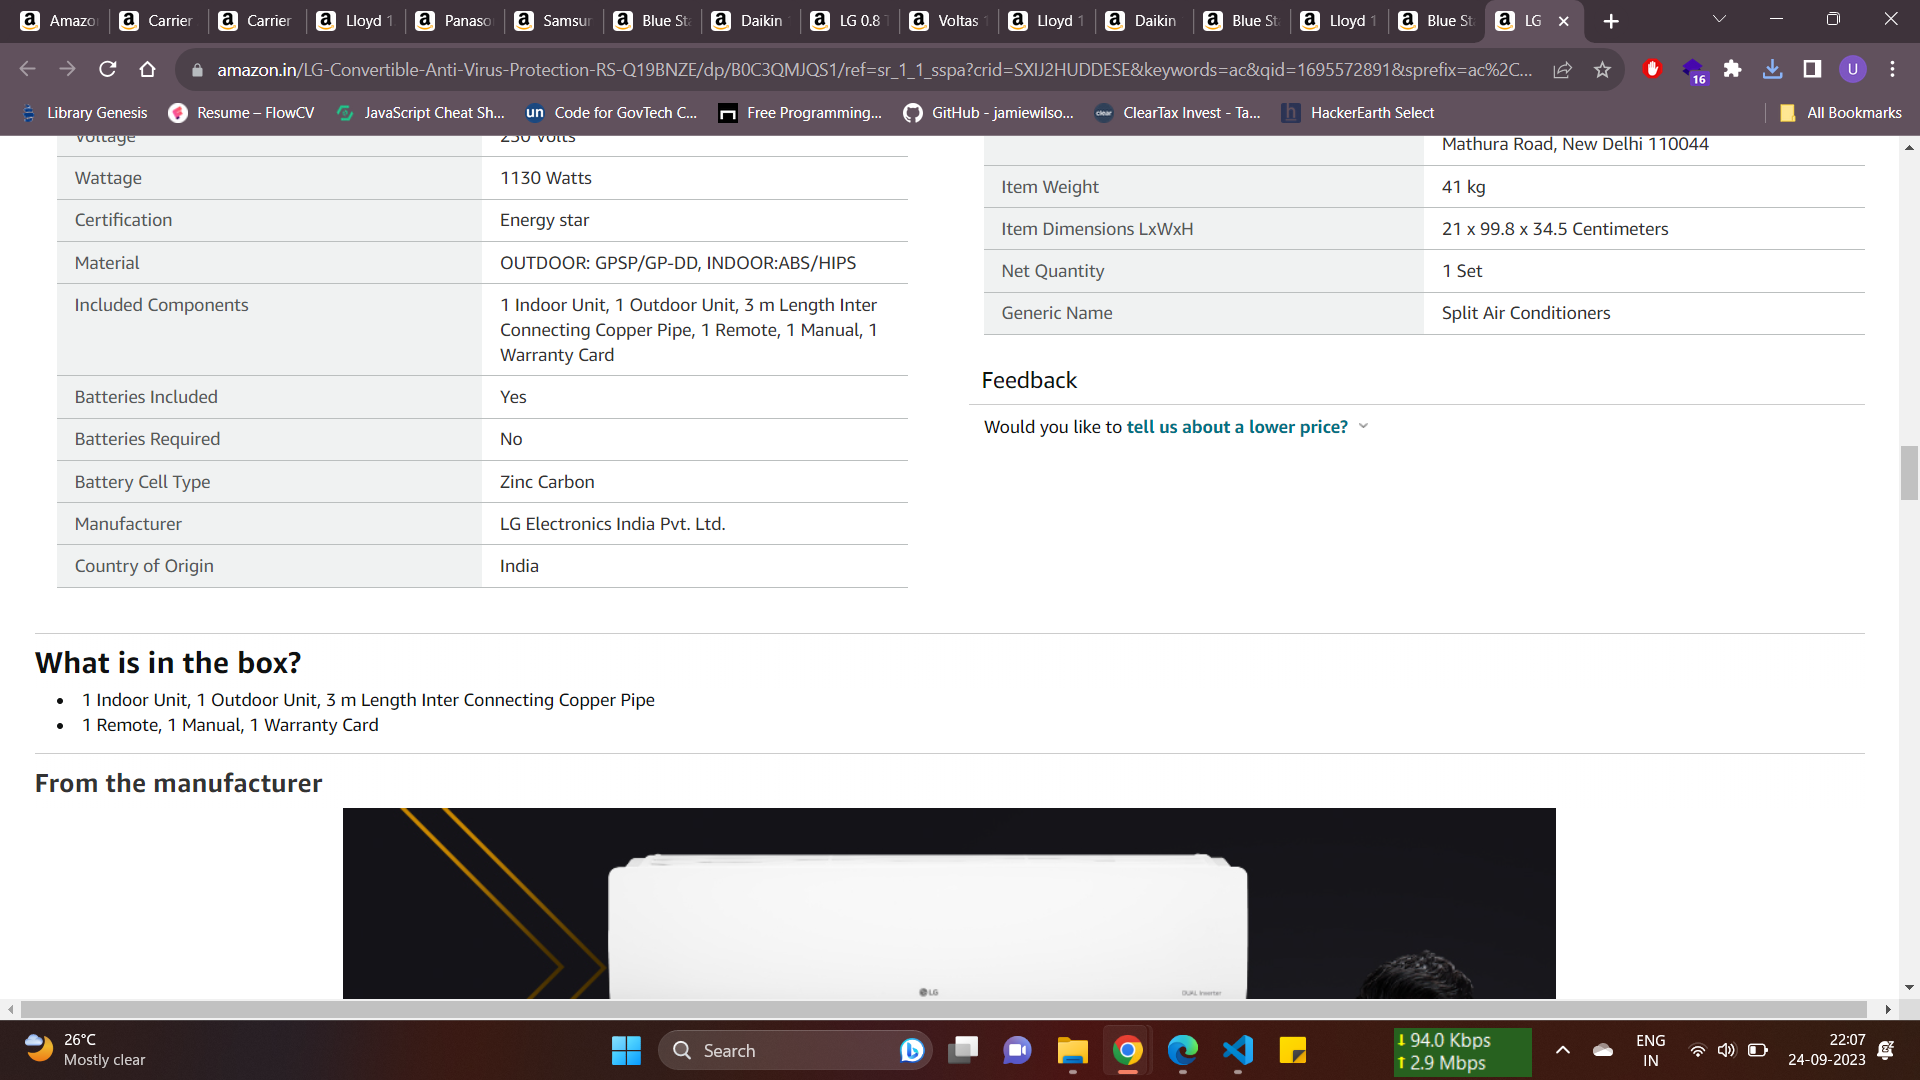 Amazo
Carrier
Carrier
Lloyd 1.
Panaso
Samsun
Blue Sta
Daikin
LG 0.8 T
Voltas 1
Lloyd 1
Daikin
Blue Sta
Lloyd 1
Blue Sta
LG
amazon.in/LG-Convertible-Anti-Virus-Protection-RS-Q19BNZE/dp/B0C3QMJQS1/ref=sr_1_1_sspa?crid=SXIJ2HUDDESE&keywords=ac&qid=1695572891&sprefix=ac%2C...
16
U
Library Genesis
Resume – FlowCV
JavaScript Cheat Sh...
un Code for GovTech C...
Free Programming...
GitHub - jamiewilso...
clear ClearTax Invest - Ta...
h HackerEarth Select
All Bookmarks
Voltage 230 Volts
Wattage 1130 Watts
Certification Energy star
Material OUTDOOR: GPSP/GP-DD, INDOOR:ABS/HIPS
Included Components 1 Indoor Unit, 1 Outdoor Unit, 3 m Length Inter
Connecting Copper Pipe, 1 Remote, 1 Manual, 1
Warranty Card
Batteries Included Yes
Batteries Required No
Battery Cell Type Zinc Carbon
Manufacturer LG Electronics India Pvt. Ltd.
Country of Origin India
Mathura Road, New Delhi 110044
Item Weight 41 kg
Item Dimensions LxWxH 21 x 99.8 x 34.5 Centimeters
Net Quantity 1 Set
Generic Name Split Air Conditioners
Feedback
Would you like to tell us about a lower price?
What is in the box?
• 1 Indoor Unit, 1 Outdoor Unit, 3 m Length Inter Connecting Copper Pipe
• 1 Remote, 1 Manual, 1 Warranty Card
From the manufacturer
LG
DUAL Inverter
26°C
Mostly clear
Search
94.0 Kbps
2.9 Mbps
ENG
IN
22:07
24-09-2023